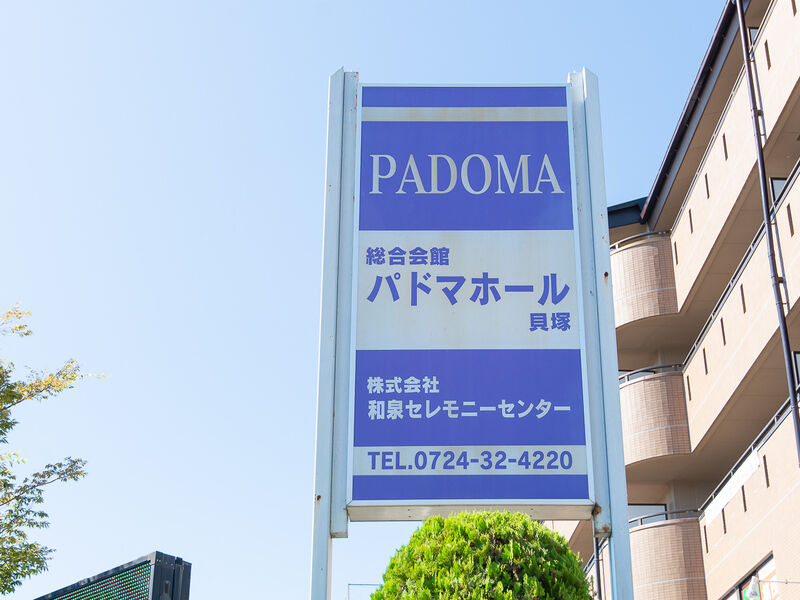 PADOMA
総合会館
パドマホール
貝塚
株式会社
和泉セレモニーセンター
TEL.0724-32-4220